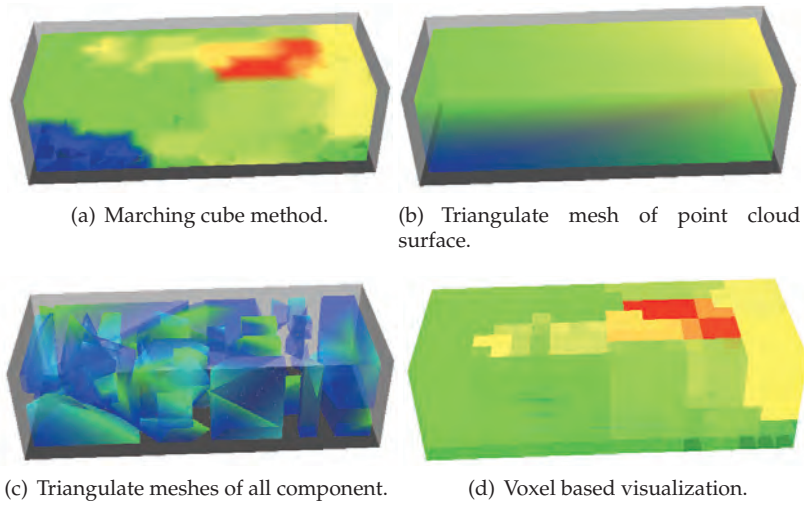 (a) Marching cube method.
(b) Triangulate mesh of point cloud
surface.
(c) Triangulate meshes of all component.
(d) Voxel based visualization.